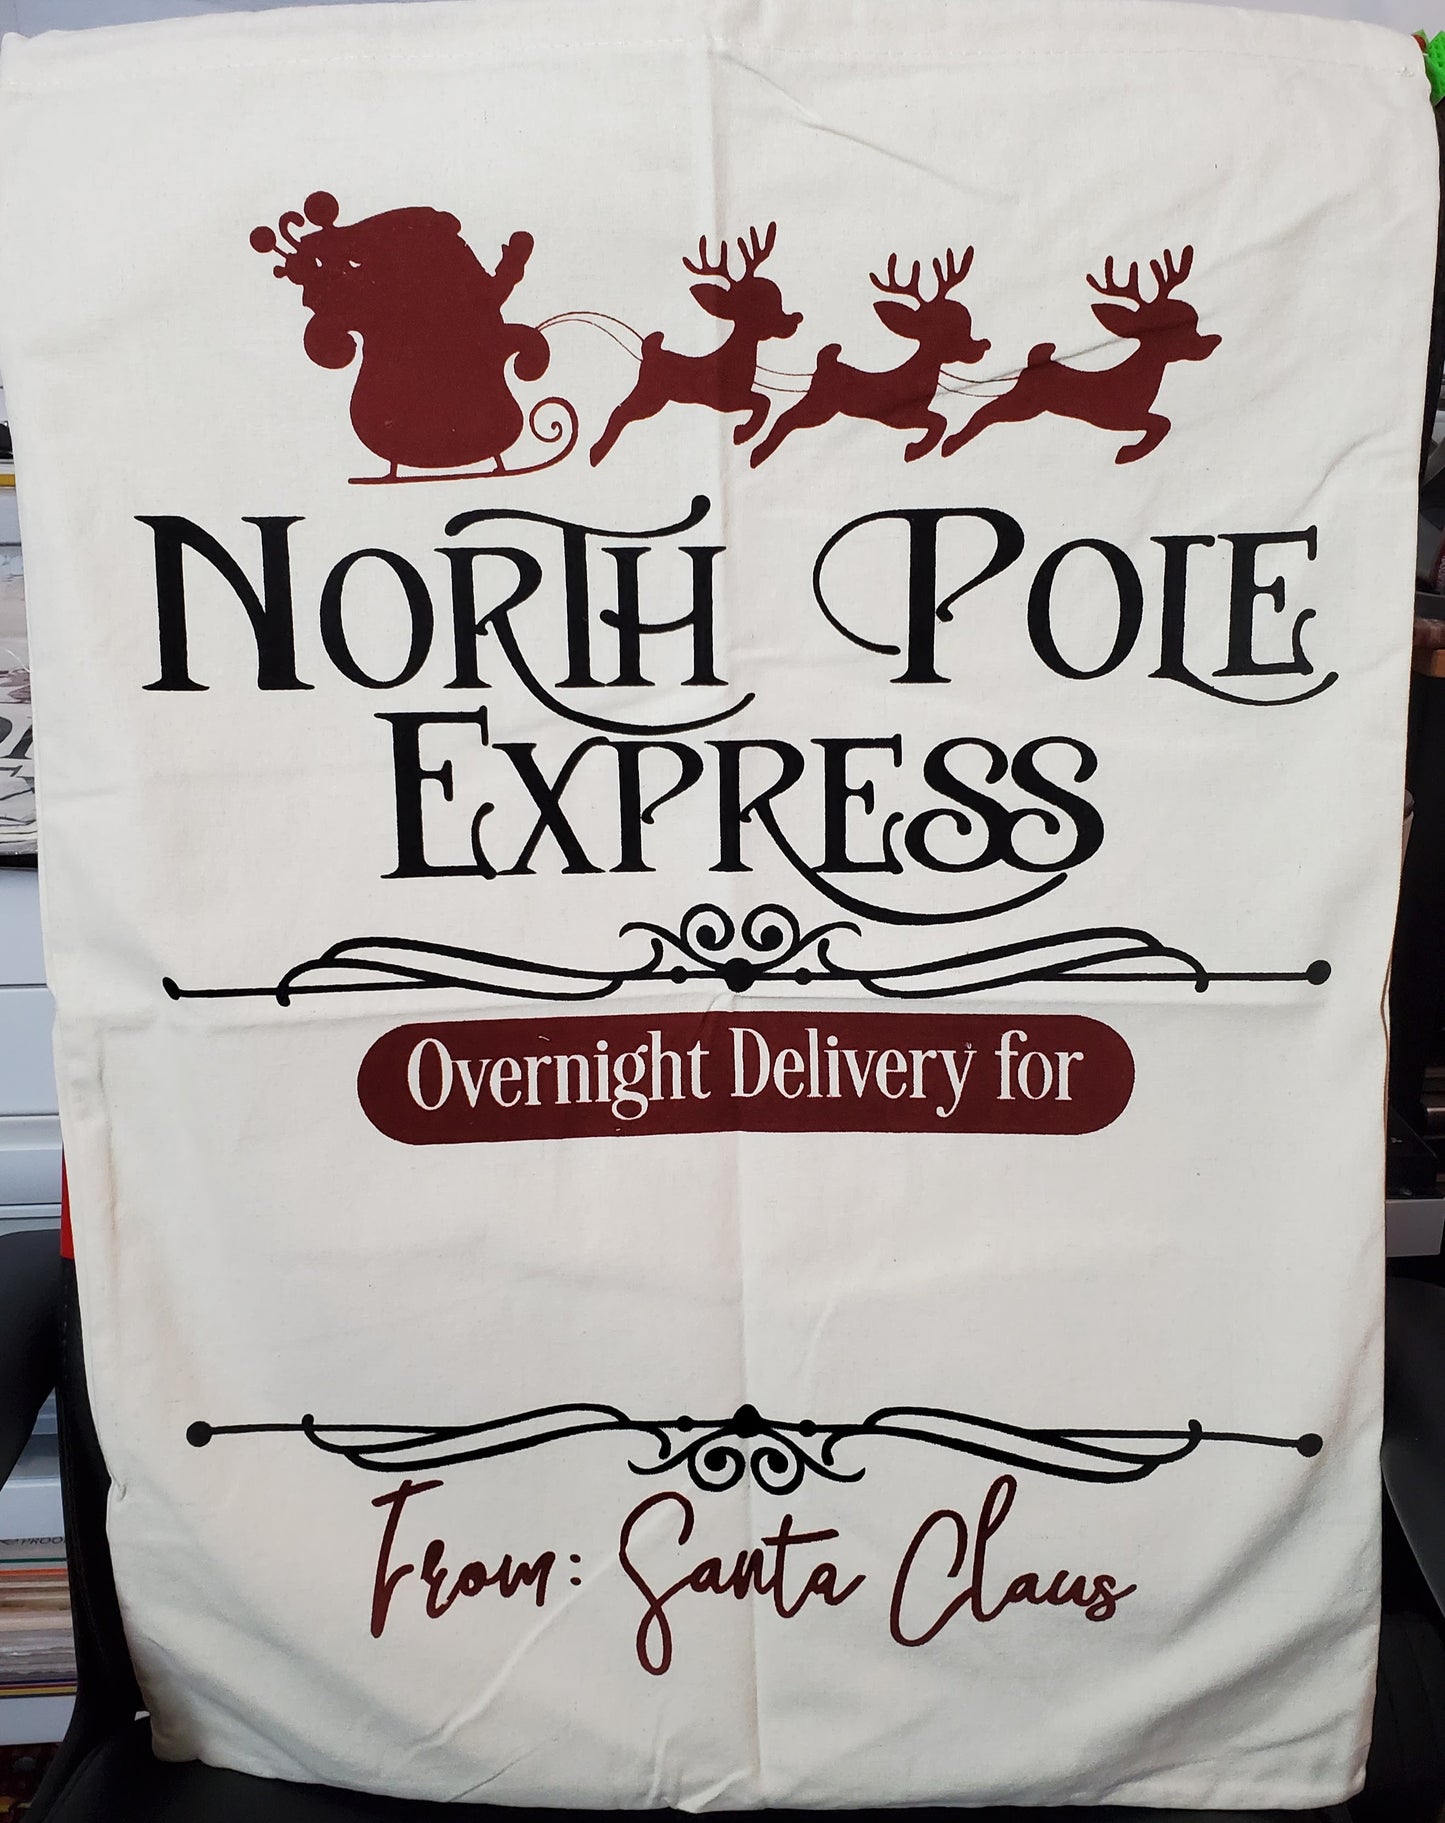 NORTH POLE
EXPRESS
Overnight Delivery for
From: Santa Claus